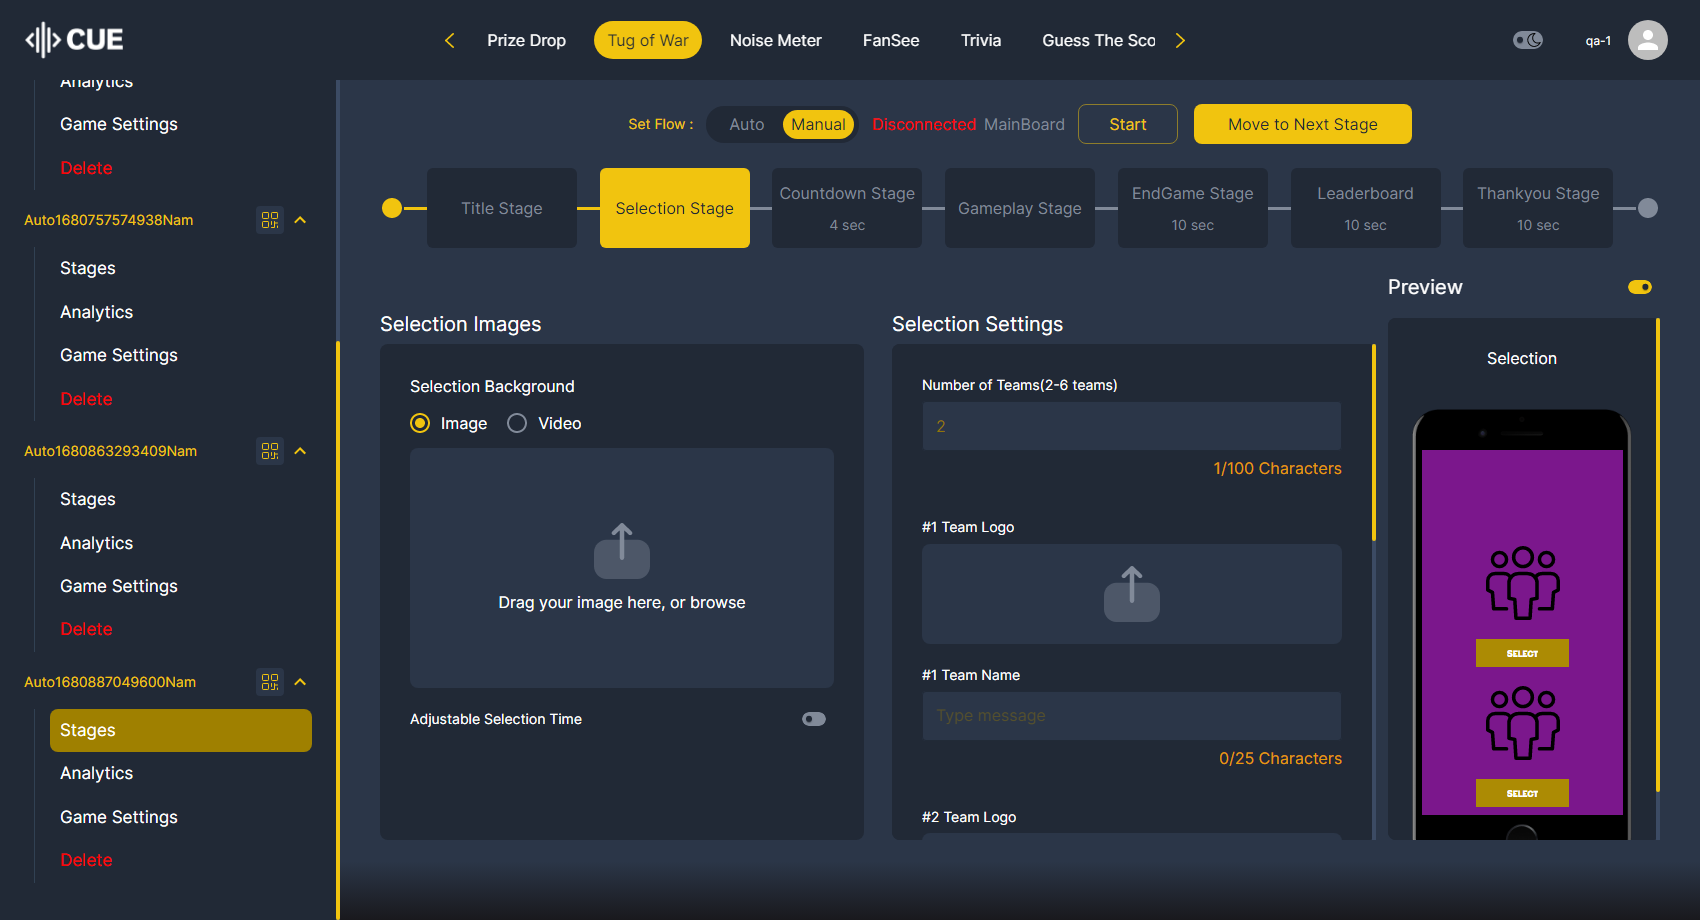 CUE
Prize Drop
Tug of War
Noise Meter
FanSee
Trivia
Guess The Sco
qa-1
Analytics
Game Settings
Delete
Auto1680757574938Nam
Stages
Analytics
Game Settings
Delete
Auto1680863293409Nam
Stages
Analytics
Game Settings
Delete
Auto1680887049600Nam
Stages
Analytics
Game Settings
Delete
Set Flow :
Auto
Manual
Disconnected MainBoard
Start
Move to Next Stage
Title Stage
Selection Stage
Countdown Stage
4 sec
Gameplay Stage
EndGame Stage
10 sec
Leaderboard
10 sec
Thankyou Stage
10 sec
Selection Images
Selection Background
Image
Video
Drag your image here, or browse
Adjustable Selection Time
Selection Settings
Number of Teams(2-6 teams)
2
1/100 Characters
#1 Team Logo
#1 Team Name
Type message
0/25 Characters
#2 Team Logo
Preview
Selection
SELECT
SELECT